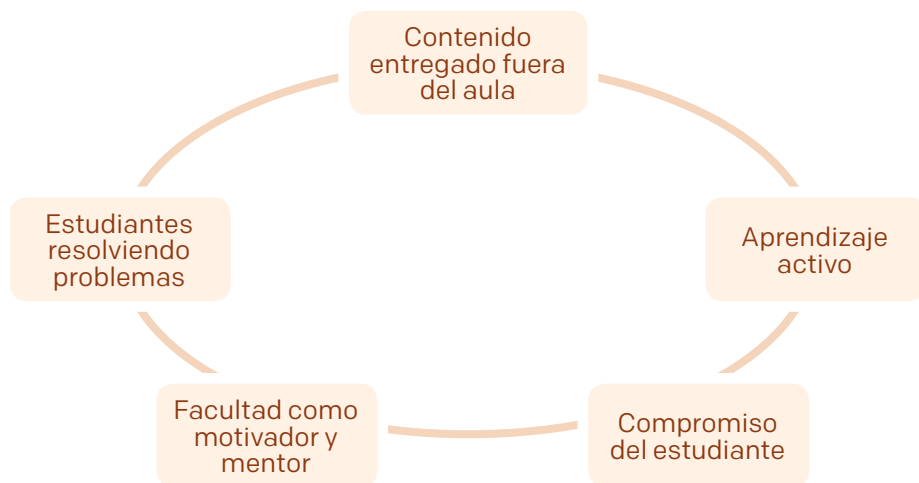 Contenido
entregado fuera
del aula
Estudiantes
resolviendo
problemas
Aprendizaje
activo
Facultad como
motivador y
mentor
Compromiso
del estudiante